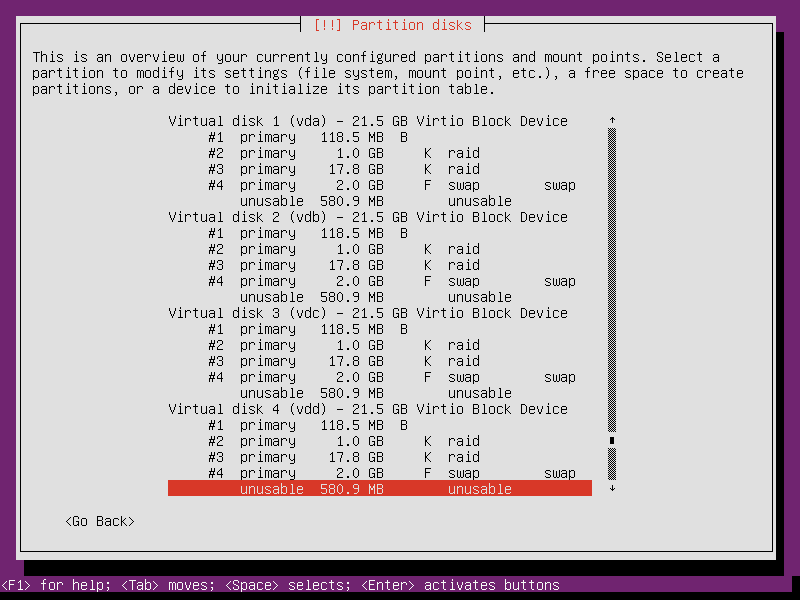 [!!] Partition disks
This is an overview of your currently configured partitions and mount points. Select a
partition to modify its settings (file system, mount point, etc.), a free space to create
partitions, or a device to initialize its partition table.
Virtual disk 1 (vda) - 21.5 GB Virtio Block Device
#1 primary 118.5 MB B
#2 primary 1.0 GB K raid
#3 primary 17.8 GB K raid
#4 primary 2.0 GB F swap swap
unusable 580.9 MB unusable
Virtual disk 2 (vdb) - 21.5 GB Virtio Block Device
#1 primary 118.5 MB B
#2 primary 1.0 GB K raid
#3 primary 17.8 GB K raid
#4 primary 2.0 GB F swap swap
unusable 580.9 MB unusable
Virtual disk 3 (vdc) - 21.5 GB Virtio Block Device
#1 primary 118.5 MB B
#2 primary 1.0 GB K raid
#3 primary 17.8 GB K raid
#4 primary 2.0 GB F swap swap
unusable 580.9 MB unusable
Virtual disk 4 (vdd) - 21.5 GB Virtio Block Device
#1 primary 118.5 MB B
#2 primary 1.0 GB K raid
#3 primary 17.8 GB K raid
#4 primary 2.0 GB F swap swap
unusable 580.9 MB unusable
<Go Back>
<F1> for help; <Tab> moves; <Space> selects; <Enter> activates buttons